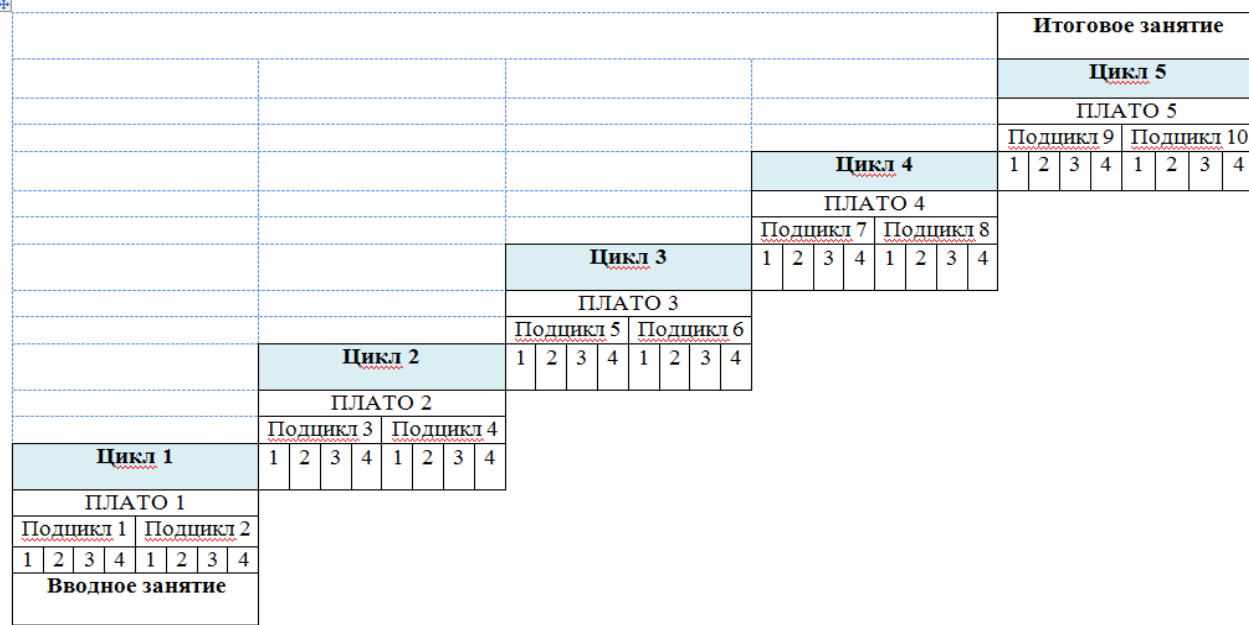 Итоговое занятие
Цикл 5
ПЛАТО 5
Подцикл 9 Подцикл 10
Цикл 4 1 2 3 4 1 2 3 4
ПЛАТО 4
Подцикл 7 Подцикл 8
Цикл 3 1 2 3 4 1 2 3 4
ПЛАТО 3
Подцикл 5 Подцикл 6
Цикл 2 1 2 3 4 1 2 3 4
ПЛАТО 2
Подцикл 3 Подцикл 4
Цикл 1 1 2 3 4 1 2 3 4
ПЛАТО 1
Подцикл 1 Подцикл 2
1 2 3 4 1 2 3 4
Вводное занятие